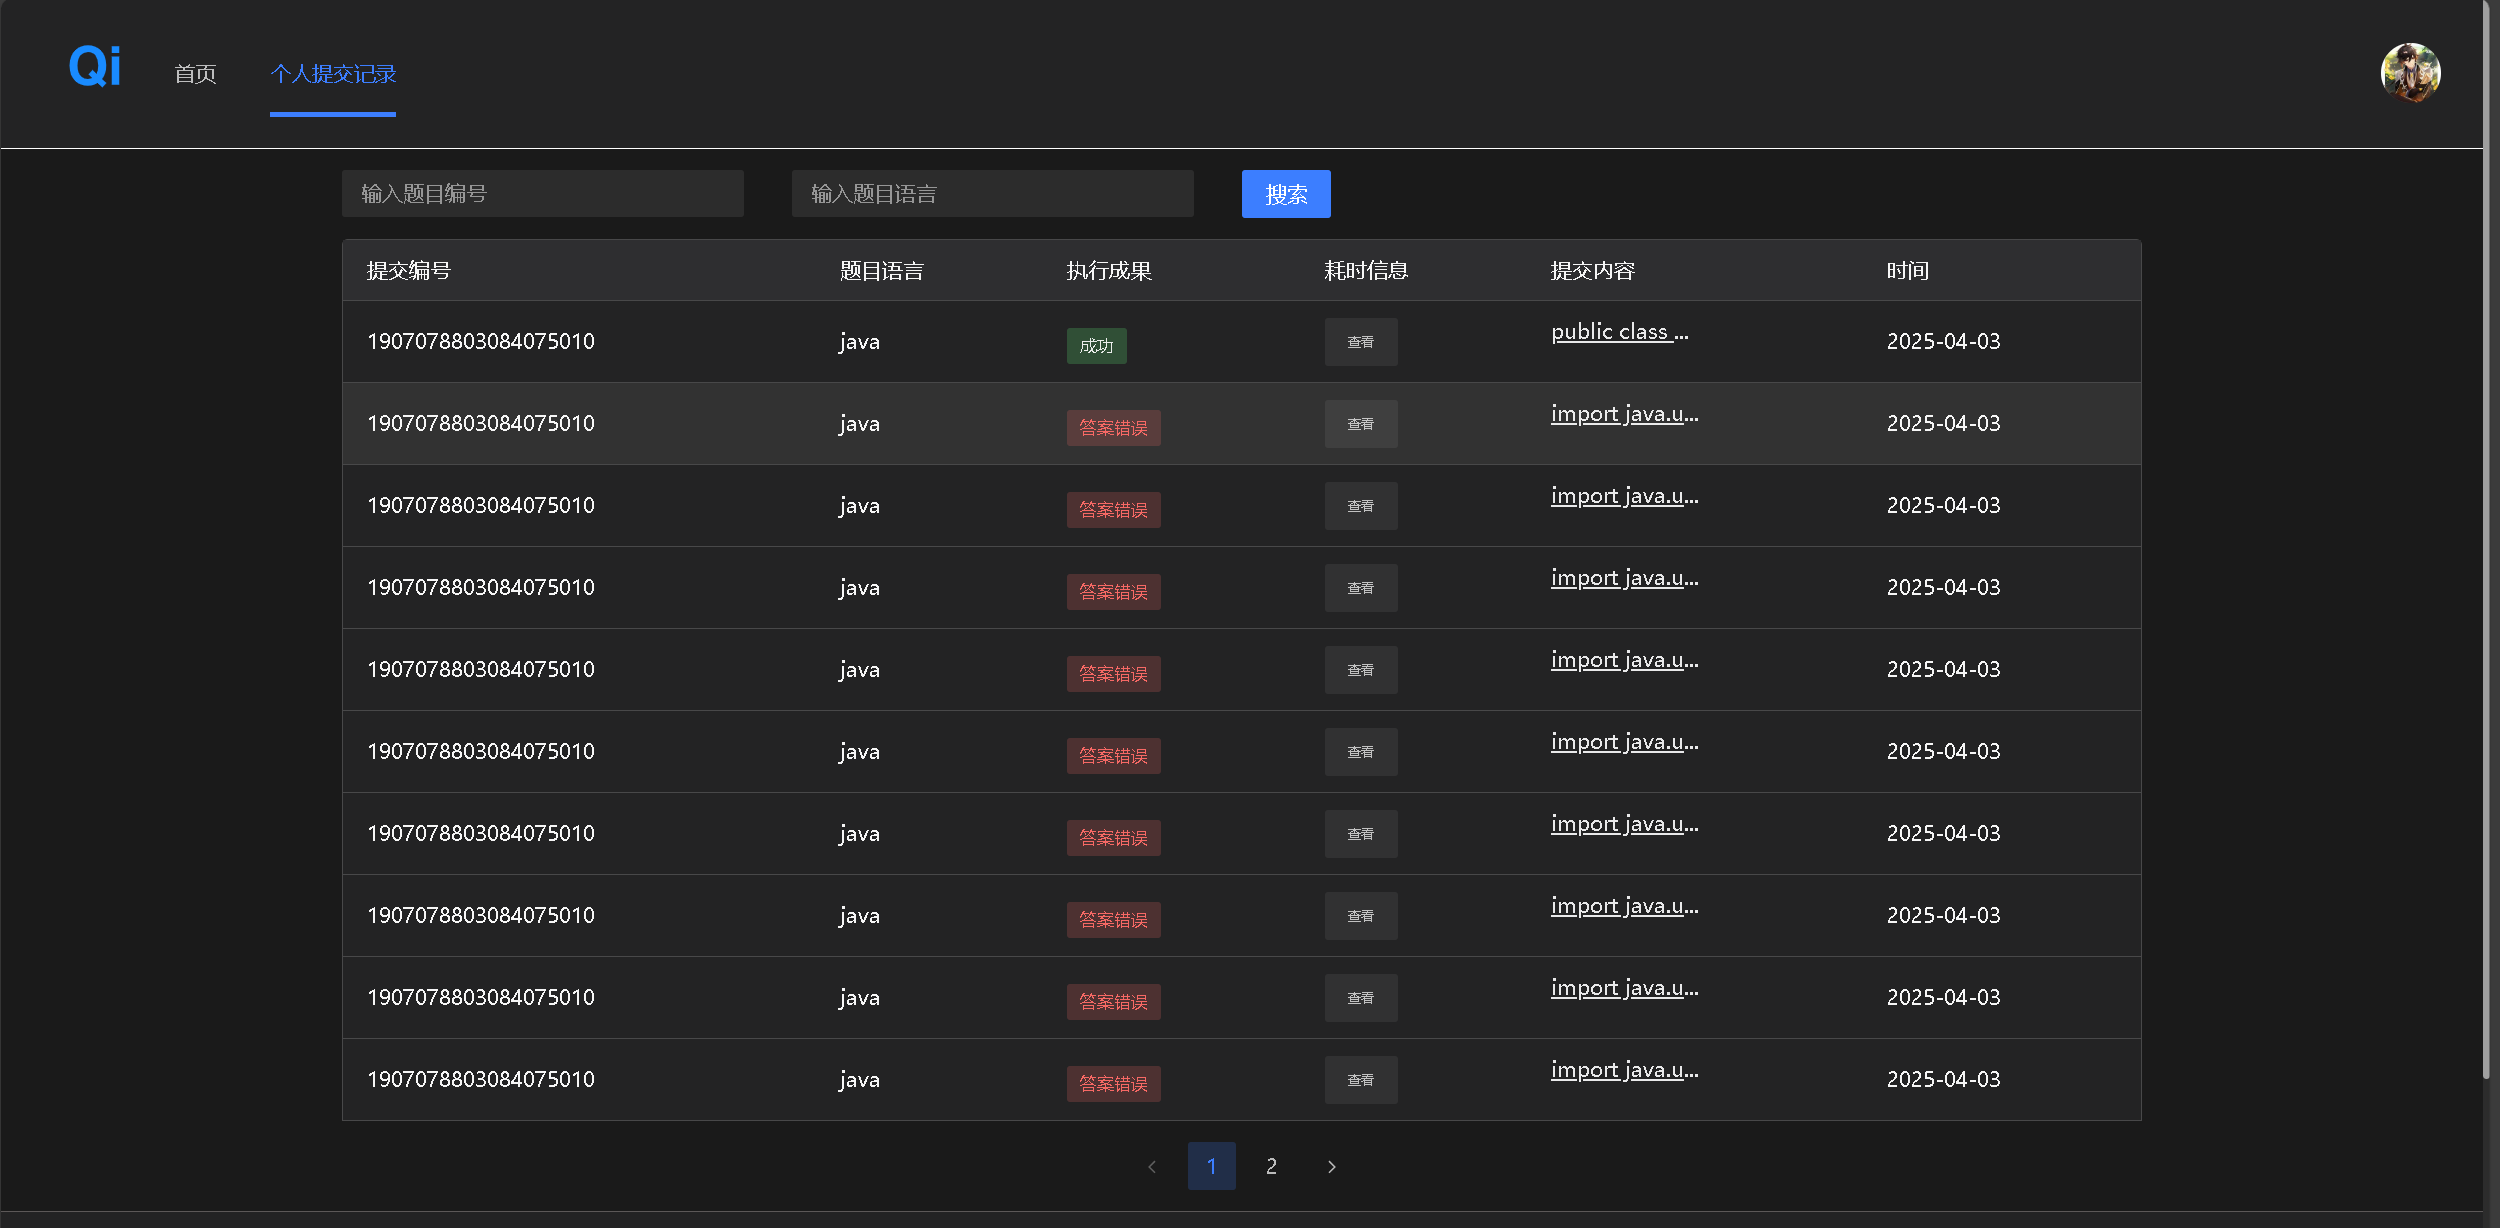 Qi 首页 个人提交记录
输入题目编号 输入题目语言 搜索
提交编号 题目语言 执行成果 耗时信息 提交内容 时间
1907078803084075010 java 成功 查看 public class ... 2025-04-03
1907078803084075010 java 答案错误 查看 import java.u... 2025-04-03
1907078803084075010 java 答案错误 查看 import java.u... 2025-04-03
1907078803084075010 java 答案错误 查看 import java.u... 2025-04-03
1907078803084075010 java 答案错误 查看 import java.u... 2025-04-03
1907078803084075010 java 答案错误 查看 import java.u... 2025-04-03
1907078803084075010 java 答案错误 查看 import java.u... 2025-04-03
1907078803084075010 java 答案错误 查看 import java.u... 2025-04-03
1907078803084075010 java 答案错误 查看 import java.u... 2025-04-03
1907078803084075010 java 答案错误 查看 import java.u... 2025-04-03
1 2